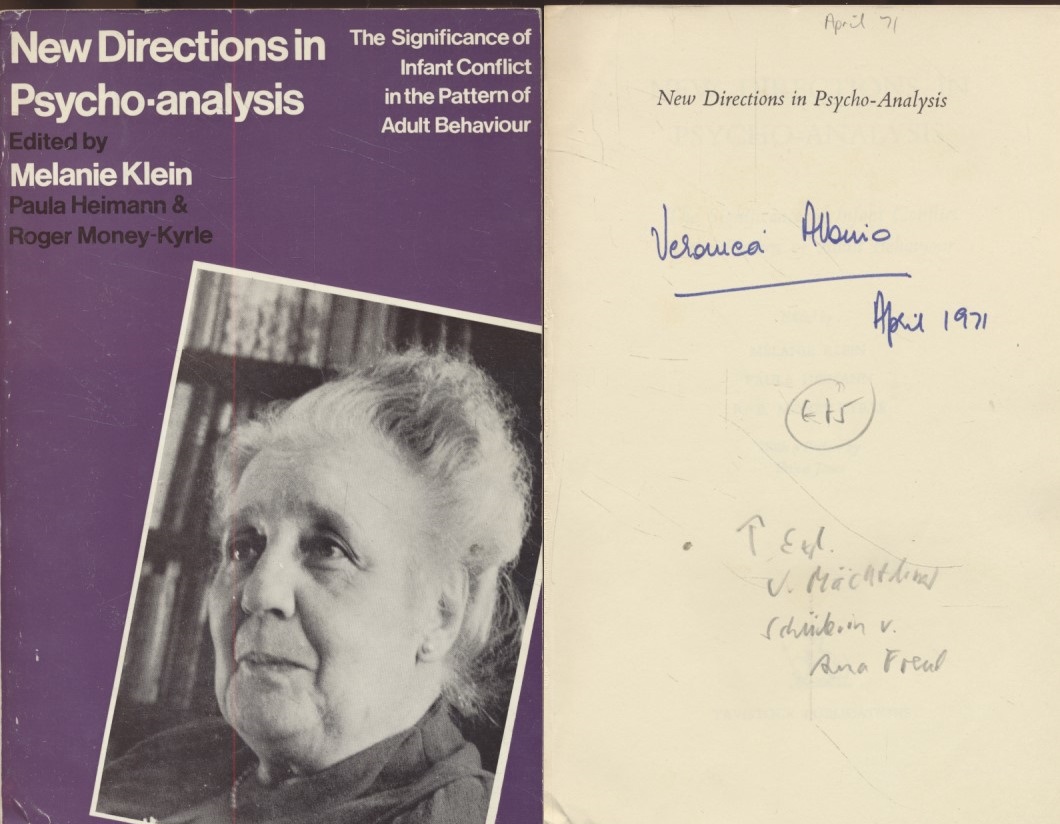 New Directions in
Psycho-analysis
Edited by
Melanie Klein
Paula Heimann &
Roger Money-Kyrle
The Significance of
Infant Conflict
in the Pattern of
Adult Behaviour
April 71
New Directions in Psycho-Analysis
Veronica
April 1971
↑ Expl.
v. Mächtlinger
Schülerin v.
Anna Freud